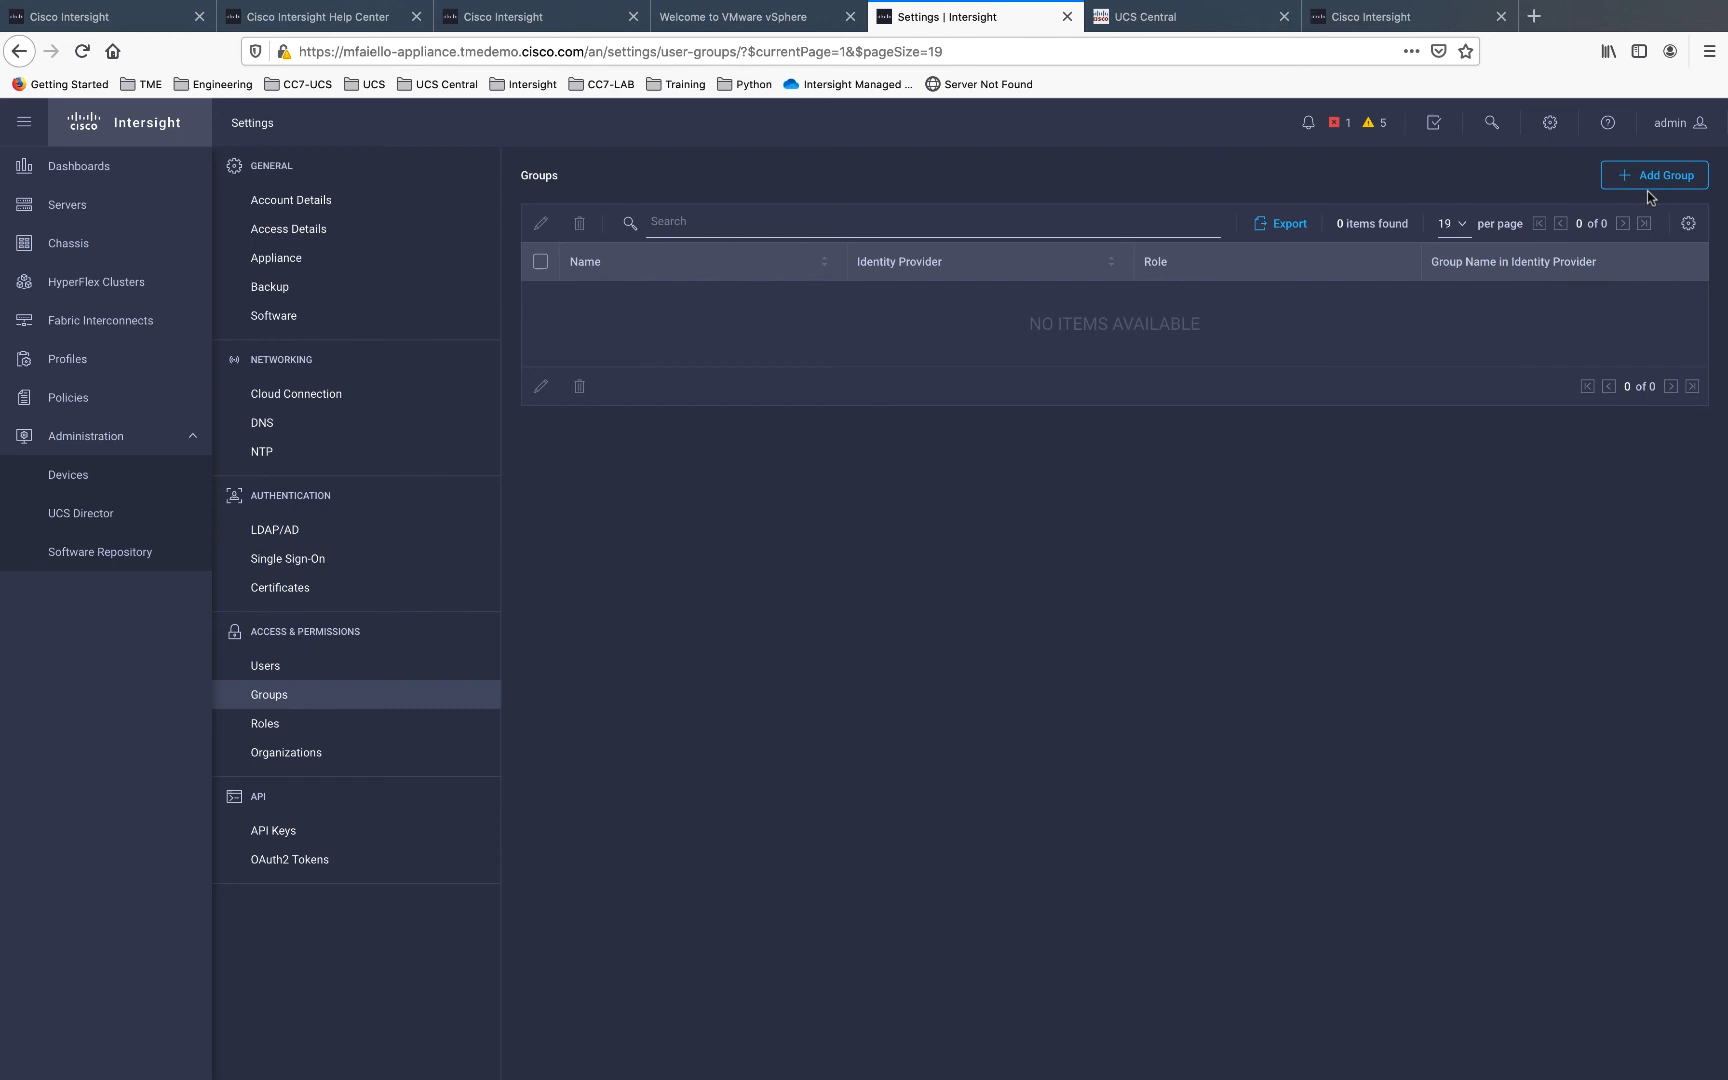 Cisco Intersight
Cisco Intersight Help Center
Cisco Intersight
Welcome to VMware vSphere
Settings | Intersight
UCS Central
Cisco Intersight
https://mfaiello-appliance.tmedemo.cisco.com/an/settings/user-groups/?$currentPage=1&$pageSize=19
Getting Started
TME
Engineering
CC7-UCS
UCS
UCS Central
Intersight
CC7-LAB
Training
Python
Intersight Managed ...
Server Not Found
CISCO Intersight
Settings
1
5
admin
Dashboards
Servers
Chassis
HyperFlex Clusters
Fabric Interconnects
Profiles
Policies
Administration
Devices
UCS Director
Software Repository
GENERAL
Account Details
Access Details
Appliance
Backup
Software
NETWORKING
Cloud Connection
DNS
NTP
AUTHENTICATION
LDAP/AD
Single Sign-On
Certificates
ACCESS & PERMISSIONS
Users
Groups
Roles
Organizations
API
API Keys
OAuth2 Tokens
Groups
Add Group
Search
Export
0 items found
19 per page
0 of 0
Name
Identity Provider
Role
Group Name in Identity Provider
NO ITEMS AVAILABLE
0 of 0